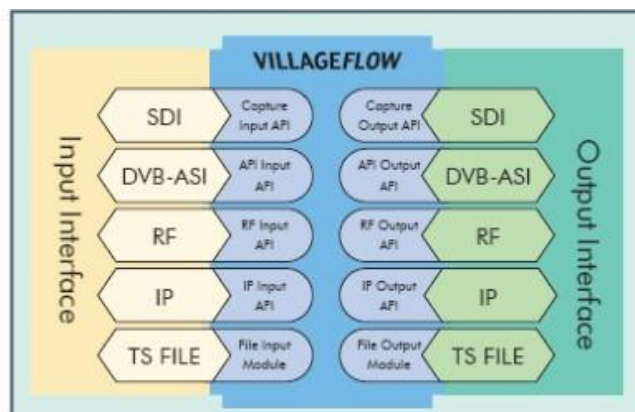 VILLAGEFLOW
Input Interface
SDI
Capture
Input API
Capture
Output API
SDI
DVB-ASI
API Input
API
API Output
API
DVB-ASI
RF
RF Input
API
RF Output
API
RF
IP
IP Input
API
IP Output
API
IP
TS FILE
File Input
Module
File Output
Module
TS FILE
Output Interface